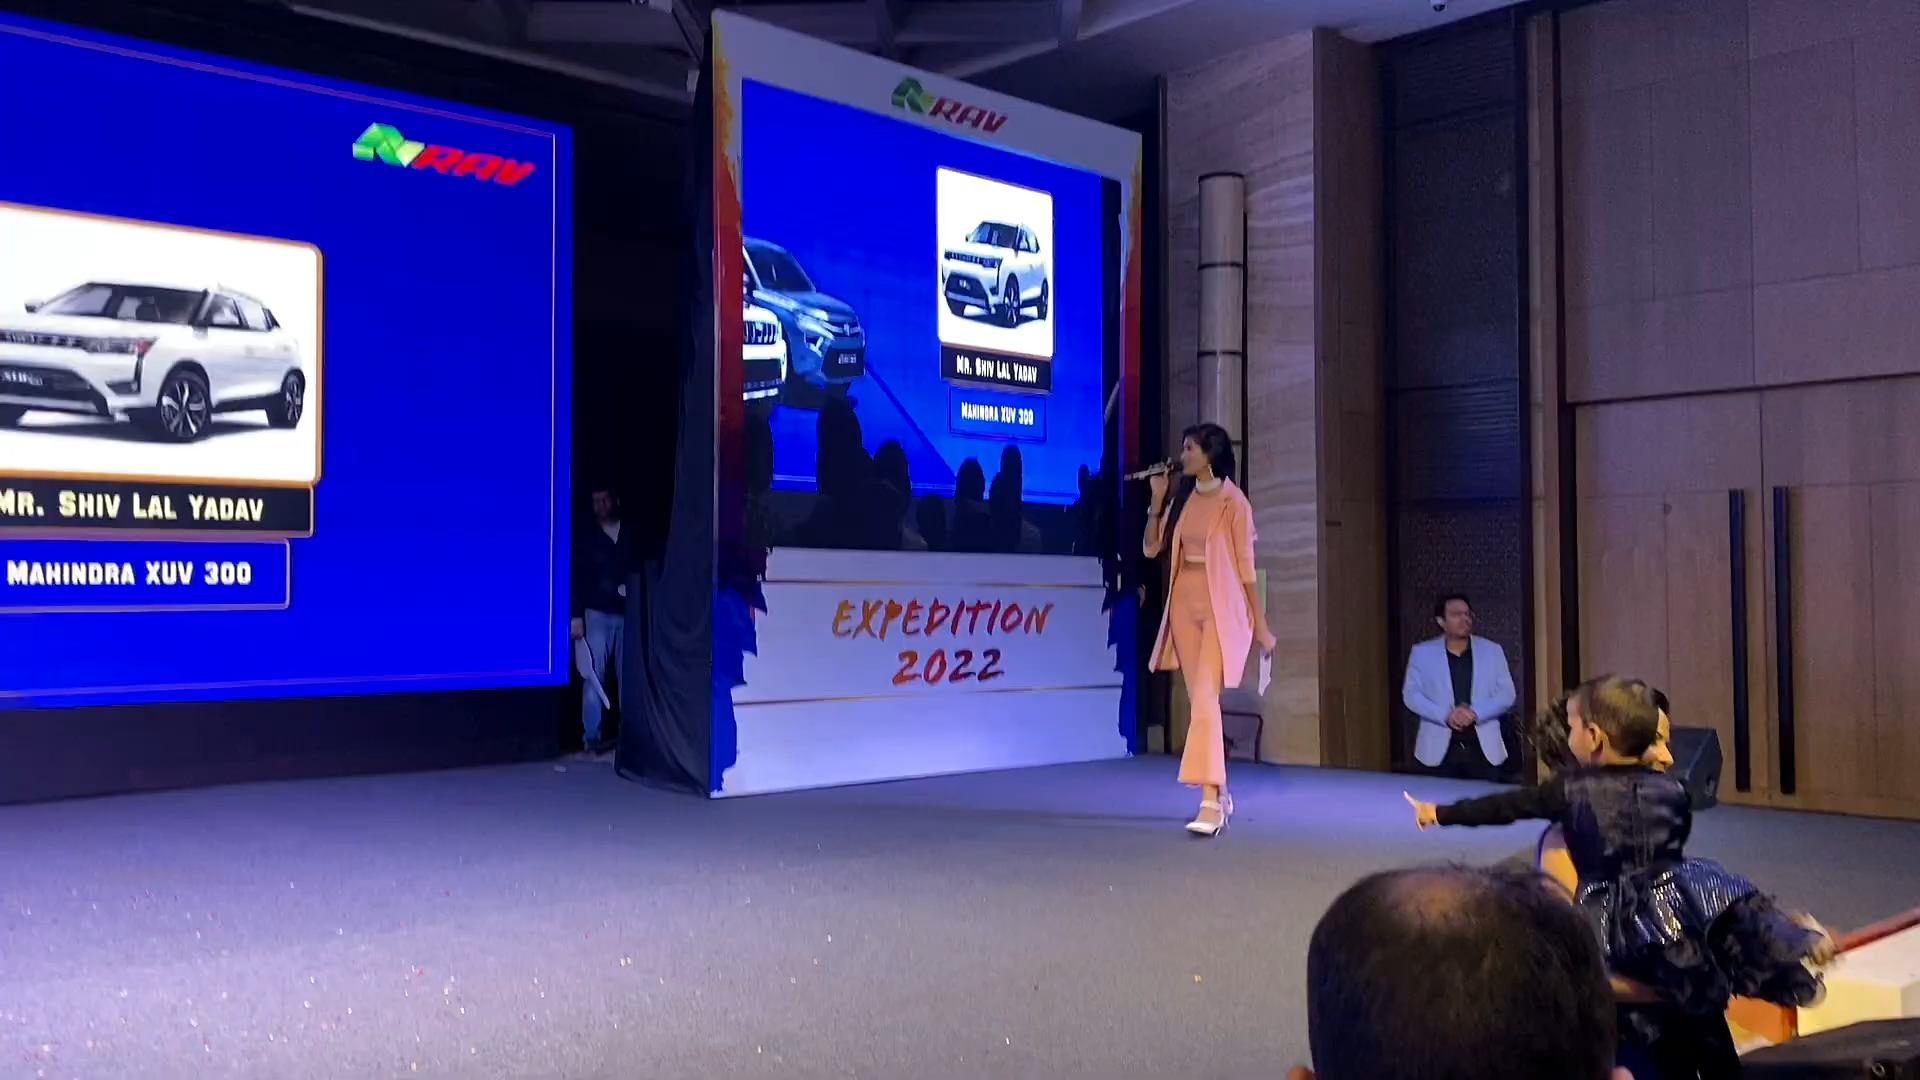 RAV
MR. SHIV LAL YADAV
MAHINDRA XUV 300
RAV
MR. SHIV LAL YADAV
MAHINDRA XUV 300
EXPEDITION
2022